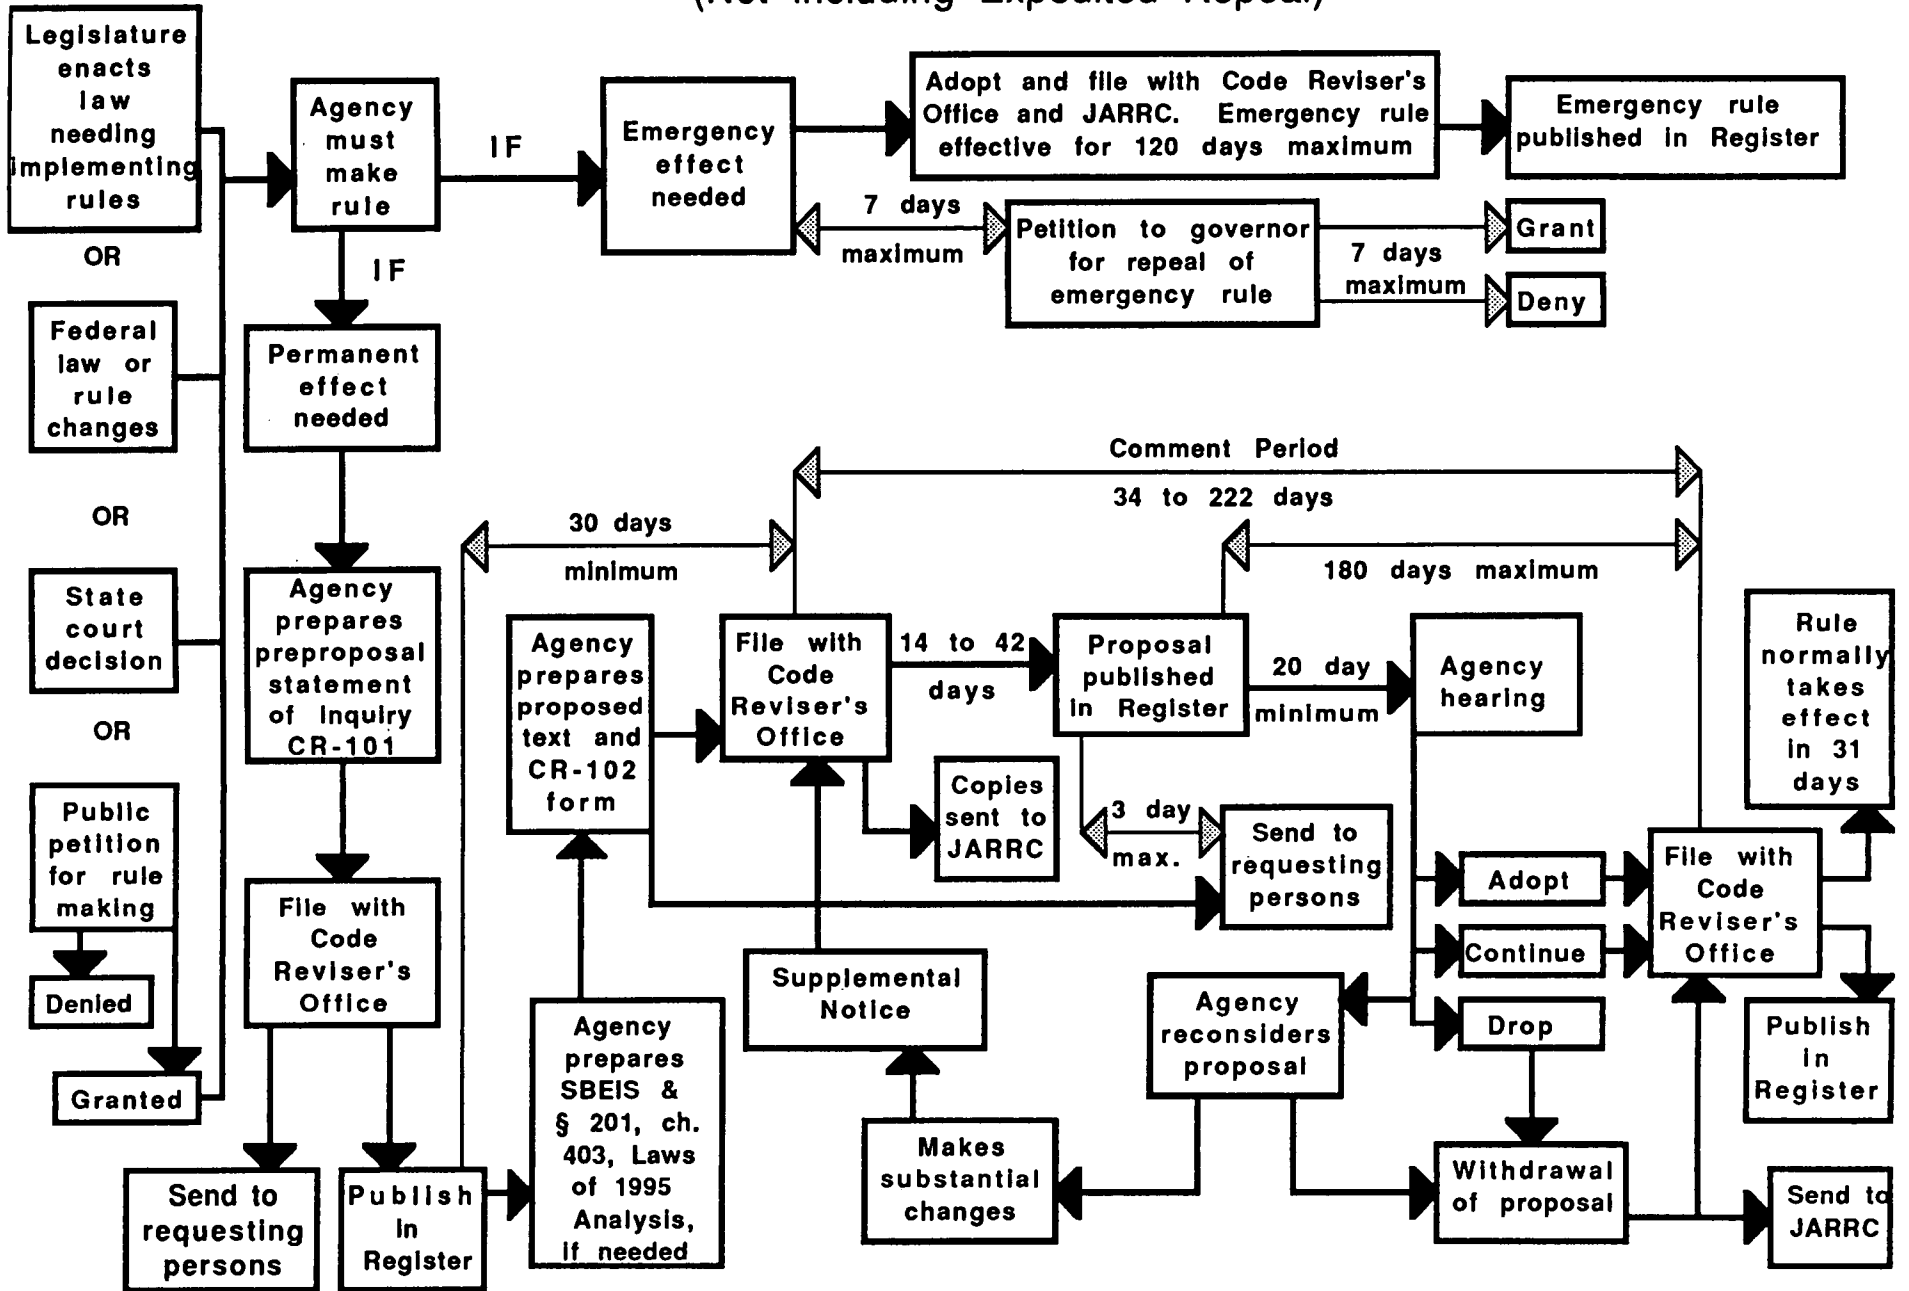 (Not Including Expedited Repeal)
Legislature
enacts
law
needing
implementing
rules
OR
Federal
law or
rule
changes
OR
State
court
decision
OR
Public
petition
for rule
making
Denied
Granted
Agency
must
make
rule
IF
IF
Emergency
effect
needed
Adopt and file with Code Reviser's
Office and JARRC. Emergency rule
effective for 120 days maximum
Emergency rule
published in Register
7 days
maximum
Petition to governor
for repeal of
emergency rule
7 days
maximum
Grant
Deny
Permanent
effect
needed
Agency
prepares
preproposal
statement
of Inquiry
CR-101
File with
Code
Reviser's
Office
Send to
requesting
persons
Publish
in
Register
Agency
prepares
SBEIS &
§ 201, ch.
403, Laws
of 1995
Analysis,
if needed
30 days
minimum
Agency
prepares
proposed
text and
CR-102
form
File with
Code
Reviser's
Office
Comment Period
34 to 222 days
180 days maximum
14 to 42
days
Proposal
published
in Register
20 day
minimum
Agency
hearing
Copies
sent to
JARRC
3 day
max.
Send to
requesting
persons
Supplemental
Notice
Makes
substantial
changes
Agency
reconsiders
proposal
Adopt
Continue
Drop
Withdrawal
of proposal
File with
Code
Reviser's
Office
Rule
normally
takes
effect
in 31
days
Publish
in
Register
Send to
JARRC